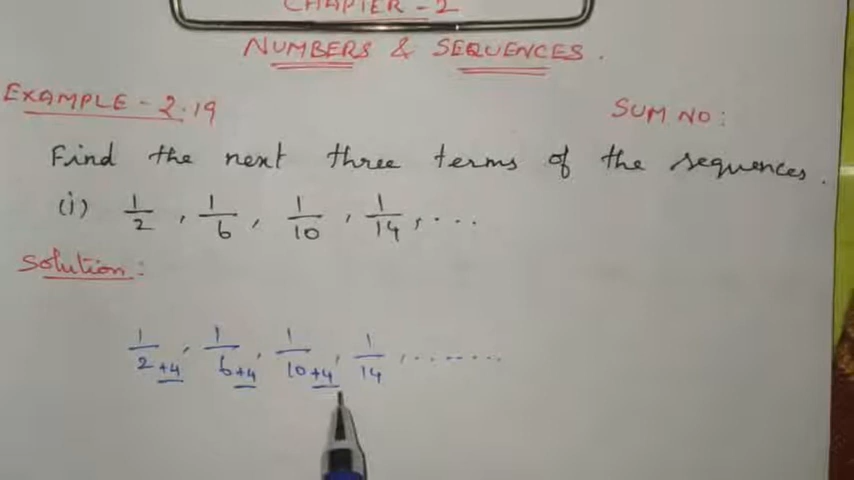 CHAPTER - 2
NUMBERS & SEQUENCES.
EXAMPLE - 2.19
SUM NO:
Find the next three terms of the sequences.
(i) 1/2, 1/6, 1/10, 1/14, ...
Solution:
1/2+4, 1/6+4, 1/10+4, 1/14, ........